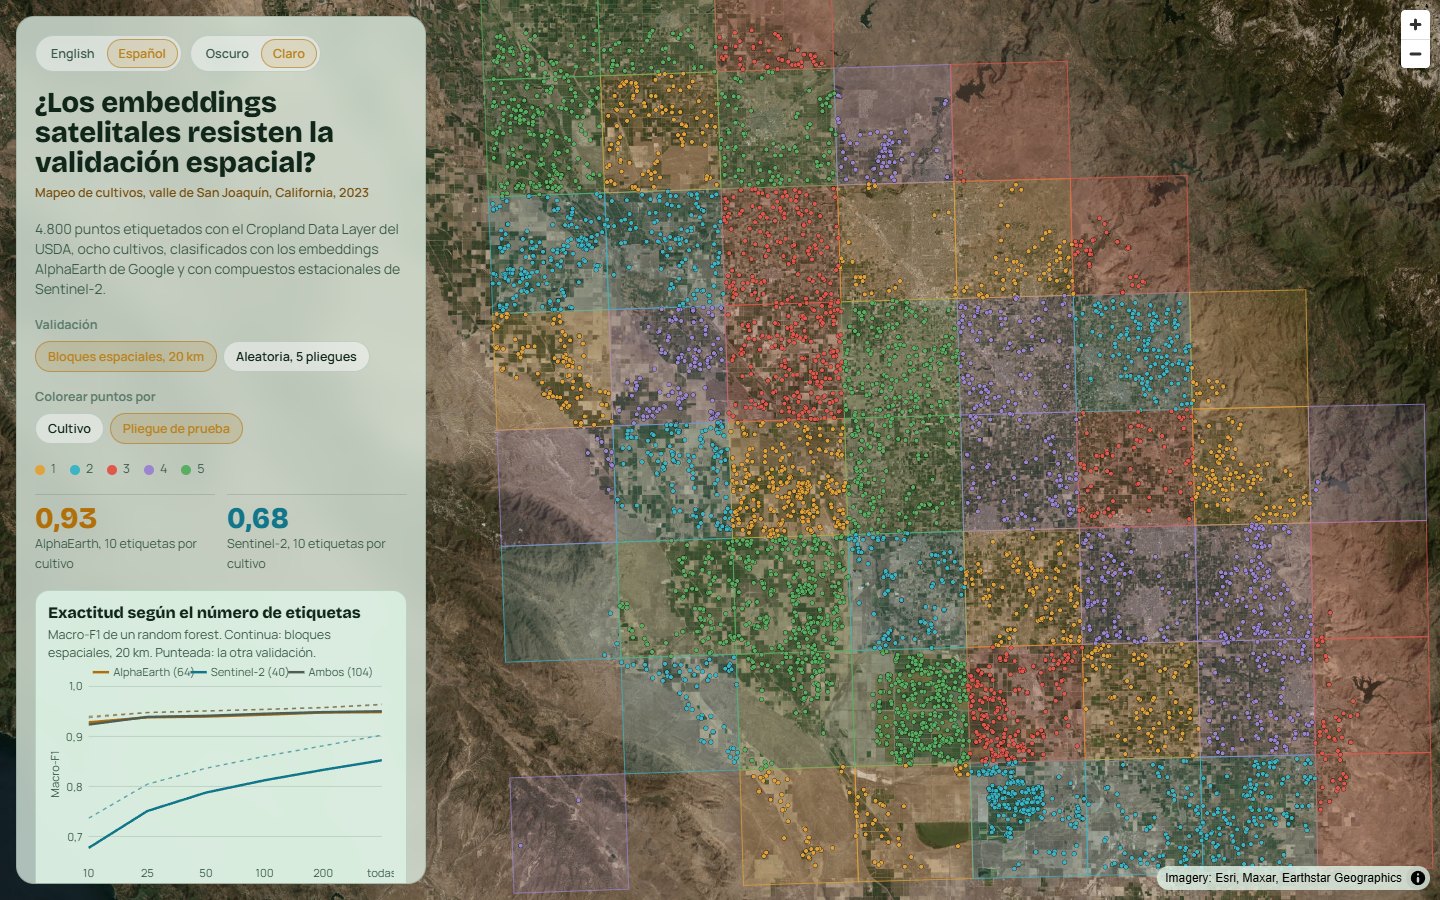 English Español Oscuro Claro
¿Los embeddings
satelitales resisten la
validación espacial?
Mapeo de cultivos, valle de San Joaquín, California, 2023
4.800 puntos etiquetados con el Cropland Data Layer del
USDA, ocho cultivos, clasificados con los embeddings
AlphaEarth de Google y con compuestos estacionales de
Sentinel-2.
Validación
Bloques espaciales, 20 km Aleatoria, 5 pliegues
Colorear puntos por
Cultivo Pliegue de prueba
1 2 3 4 5
0,93 0,68
AlphaEarth, 10 etiquetas por Sentinel-2, 10 etiquetas por
cultivo cultivo
Exactitud según el número de etiquetas
Macro-F1 de un random forest. Continua: bloques
espaciales, 20 km. Punteada: la otra validación.
AlphaEarth (64) Sentinel-2 (40) Ambos (104)
1,0
0,9
0,8
0,7
Macro-F1
10 25 50 100 200 todas
+
−
Imagery: Esri, Maxar, Earthstar Geographics